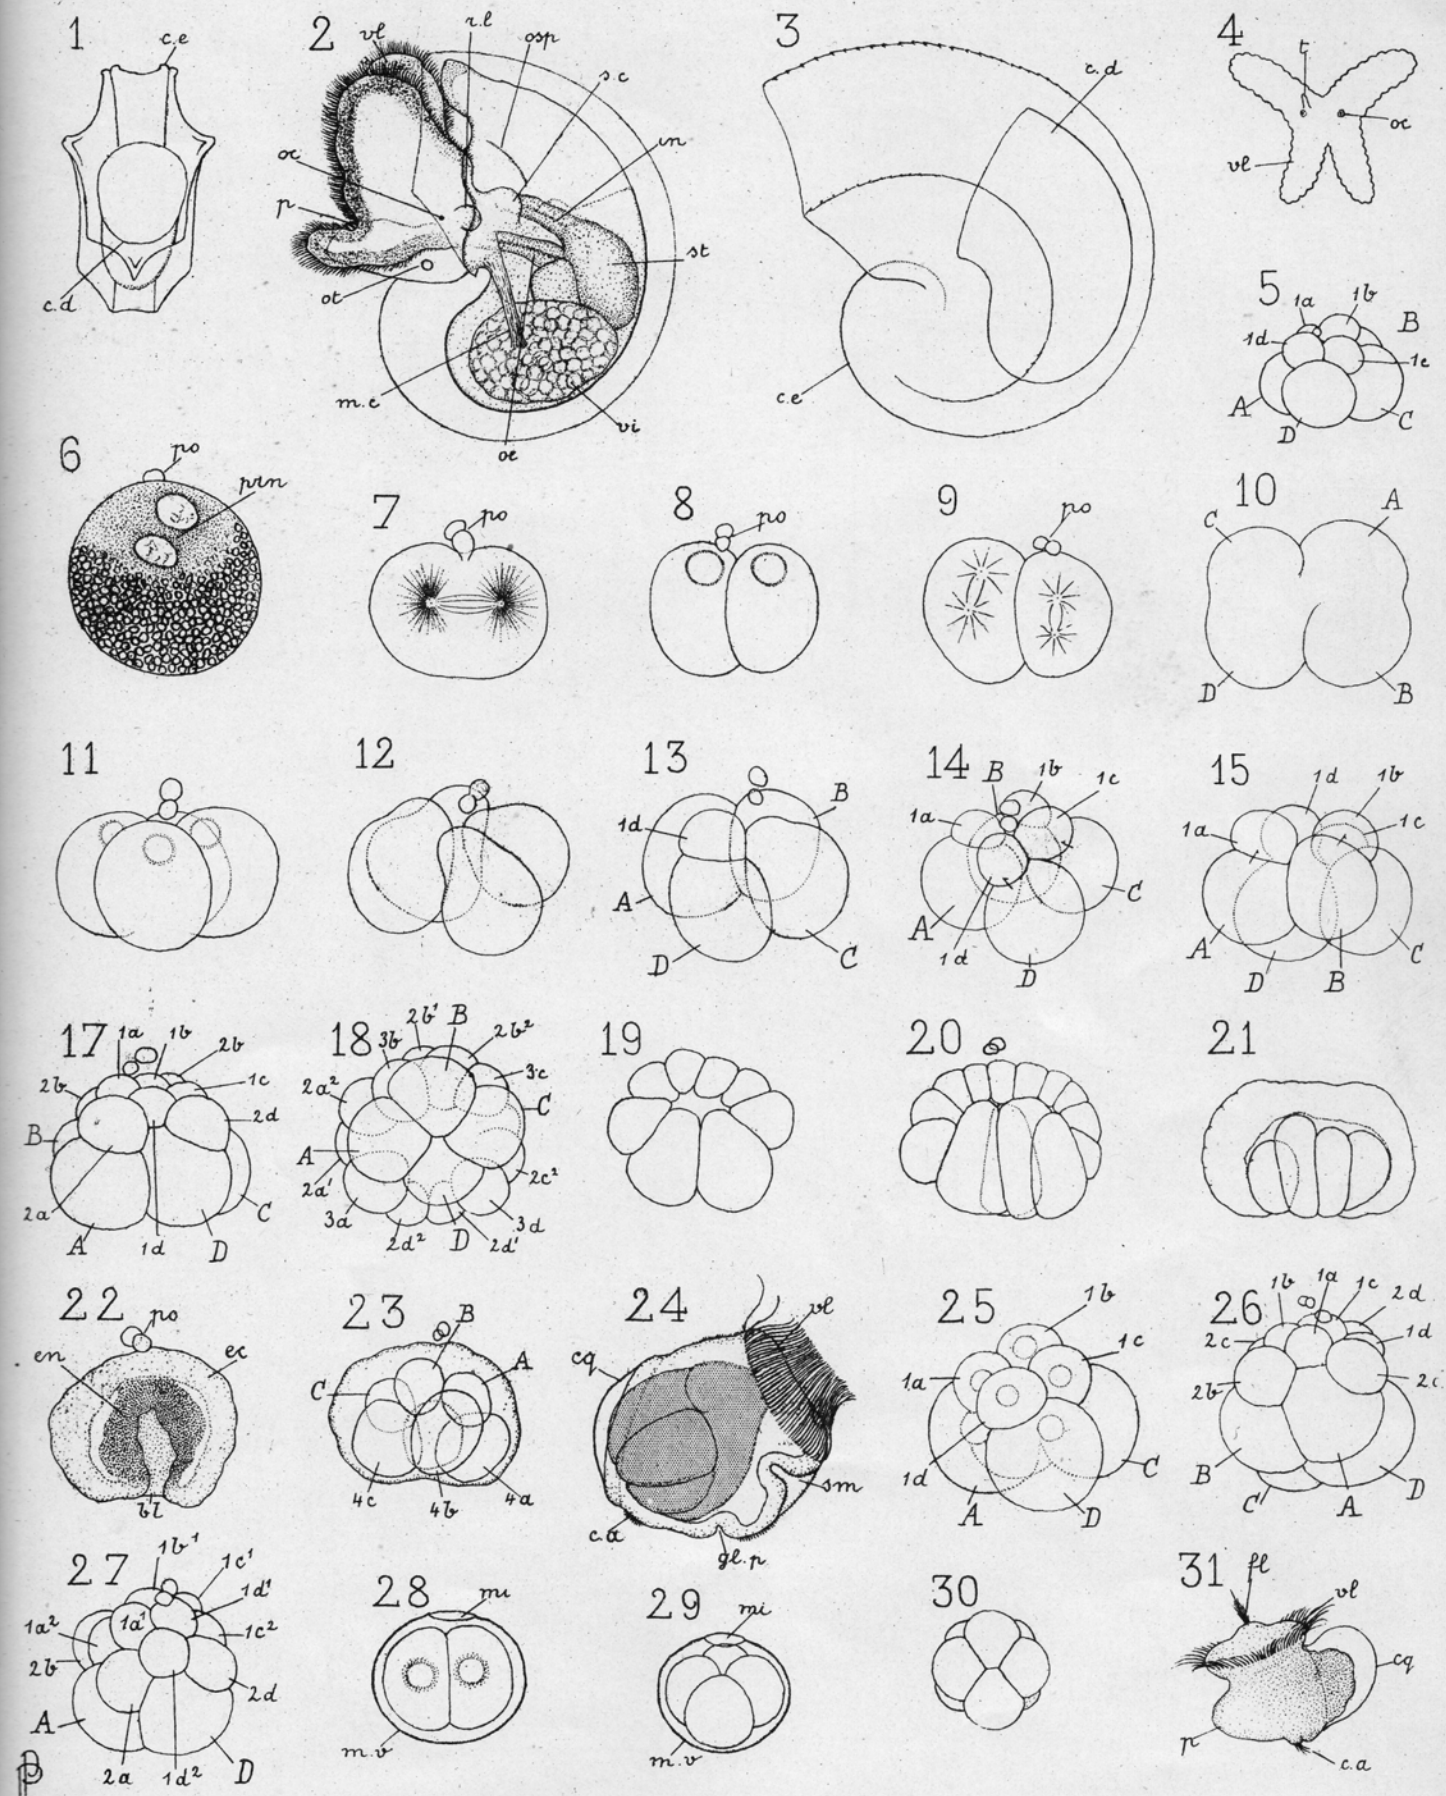 1
c.e
c.d
2
vl
r.l
osp
s.c
in
oc
p
st
ot
m.c
vi
oe
3
c.d
c.e
4
t
oc
vl
5
1a
1b
B
1d
1c
A
D
C
6
po
prn
7
po
8
po
9
po
10
C
A
D
B
11
12
13
1d
B
A
D
C
14
B
1b
1c
1a
A
C
1d
D
15
1d
1b
1a
1c
A
D
B
C
17
1a
1b
2b
2b
1c
B
2d
2a
C
A
1d
D
18
3b
2b¹
B
2b²
2a²
3c
C
A
2a¹
2c²
3a
3d
2d²
D
2d¹
19
20
21
22
po
en
ec
bl
23
B
C
A
4c
4b
4a
24
vl
cq
sm
c.a
gl.p
25
1b
1c
1a
1d
C
A
D
26
1b
1a
1c
2d
2c
1d
2b
B
C
A
D
27
1b¹
1c¹
1d¹
1a²
1a¹
1c²
2b
2d
A
2a
1d²
D
28
mi
m.v
29
mi
m.v
30
31
fl
vl
cq
p
c.a